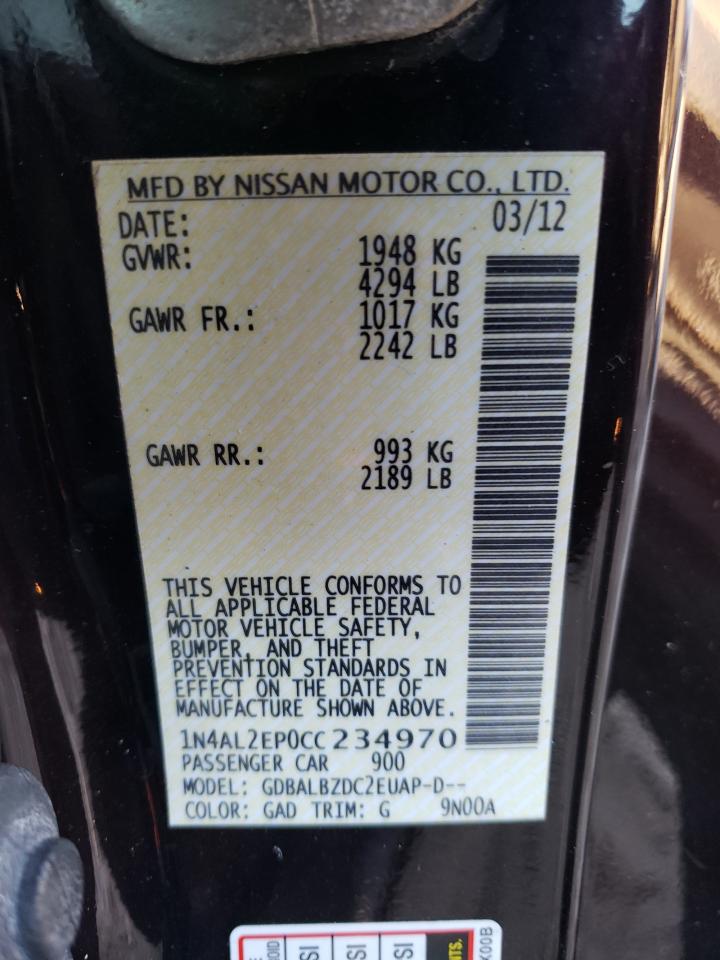 MFD BY NISSAN MOTOR CO., LTD.
DATE: 03/12
GVWR: 1948 KG
4294 LB
GAWR FR.: 1017 KG
2242 LB
GAWR RR.: 993 KG
2189 LB
THIS VEHICLE CONFORMS TO
ALL APPLICABLE FEDERAL
MOTOR VEHICLE SAFETY,
BUMPER, AND THEFT
PREVENTION STANDARDS IN
EFFECT ON THE DATE OF
MANUFACTURE SHOWN ABOVE.
1N4AL2EP0CC234970
PASSENGER CAR 900
MODEL: GDBALBZDC2EUAP-D--
COLOR: GAD TRIM: G 9N00A